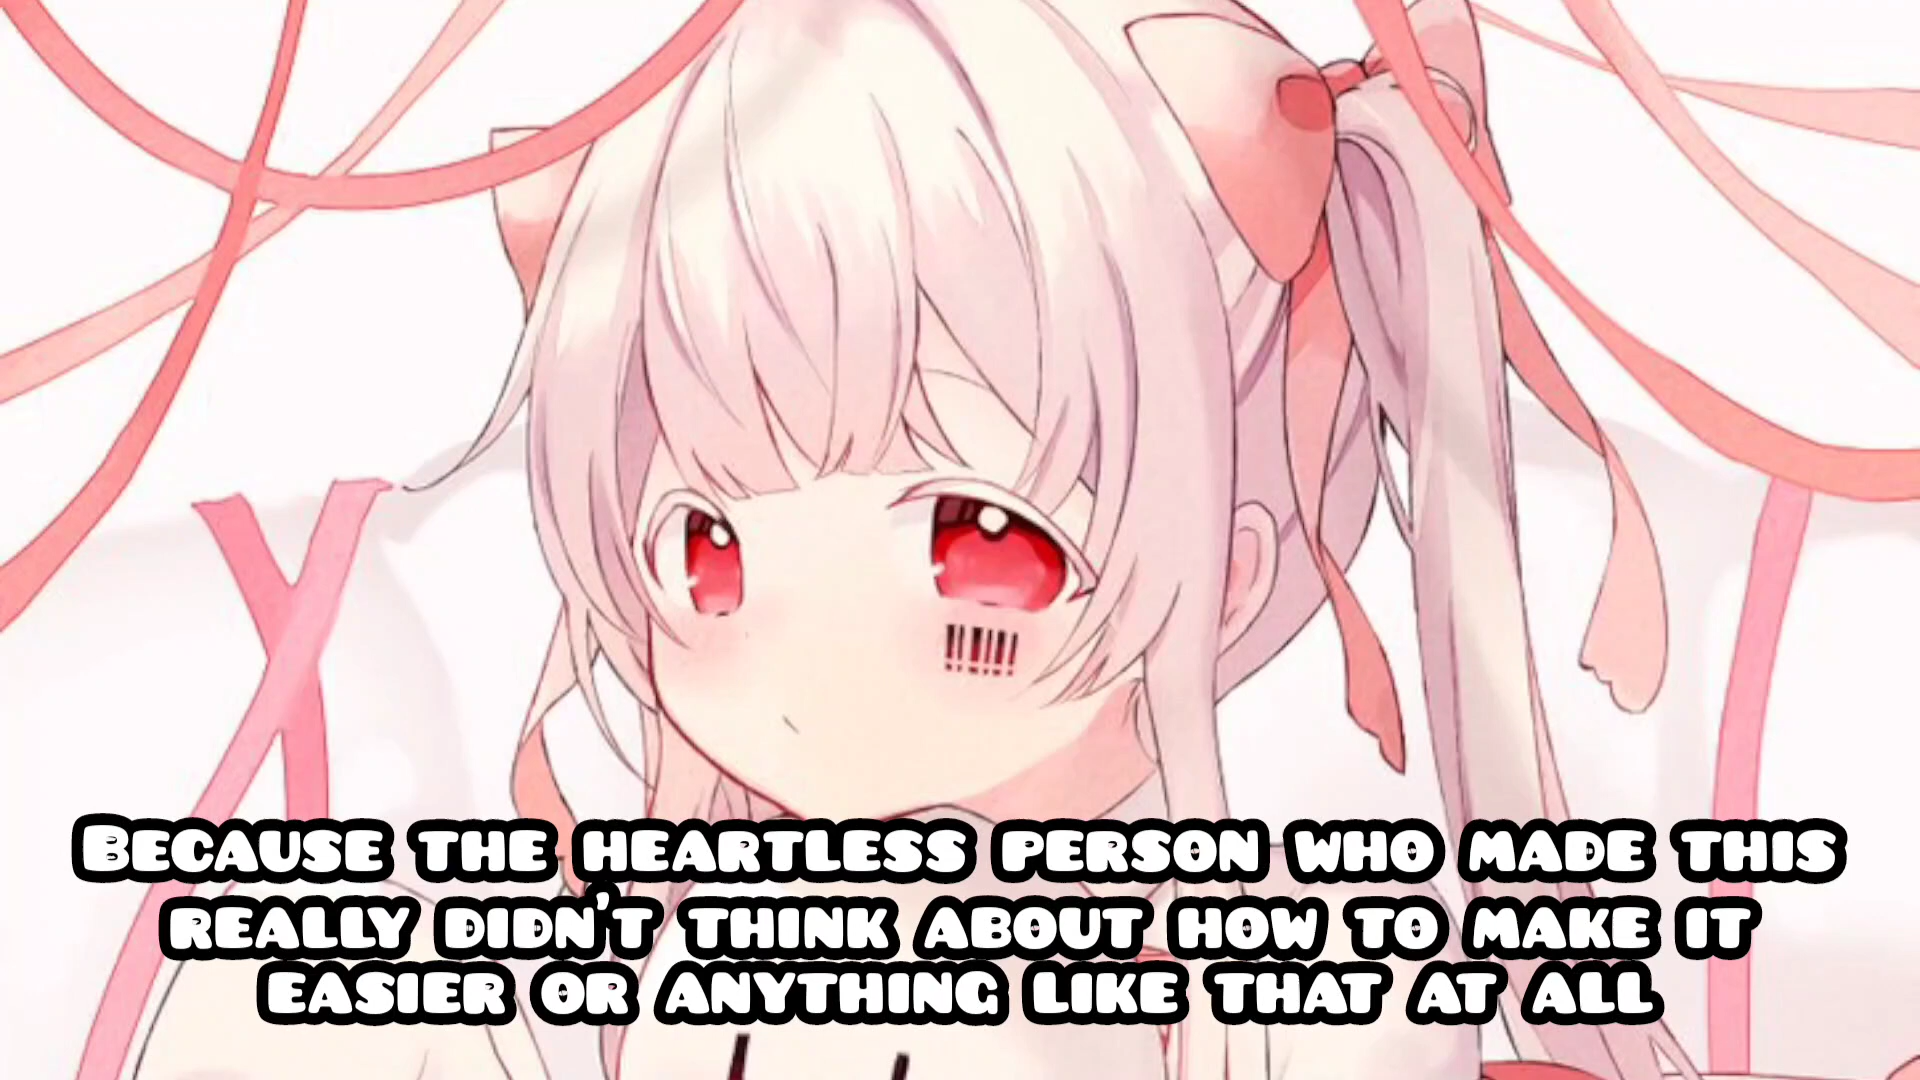 Because the heartless person who made this
really didn't think about how to make it
easier or anything like that at all